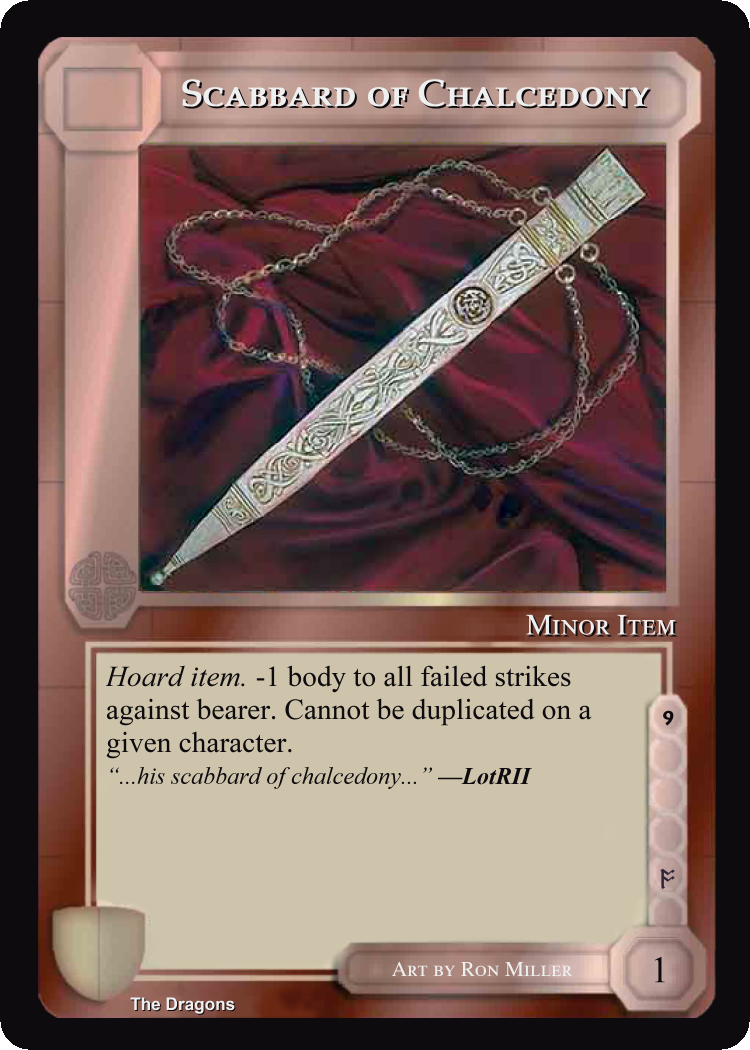 Scabbard of Chalcedony
Minor Item
Hoard item. -1 body to all failed strikes
against bearer. Cannot be duplicated on a
given character.
“...his scabbard of chalcedony...” —LotRII
9
ᚩ
Art by Ron Miller
1
The Dragons